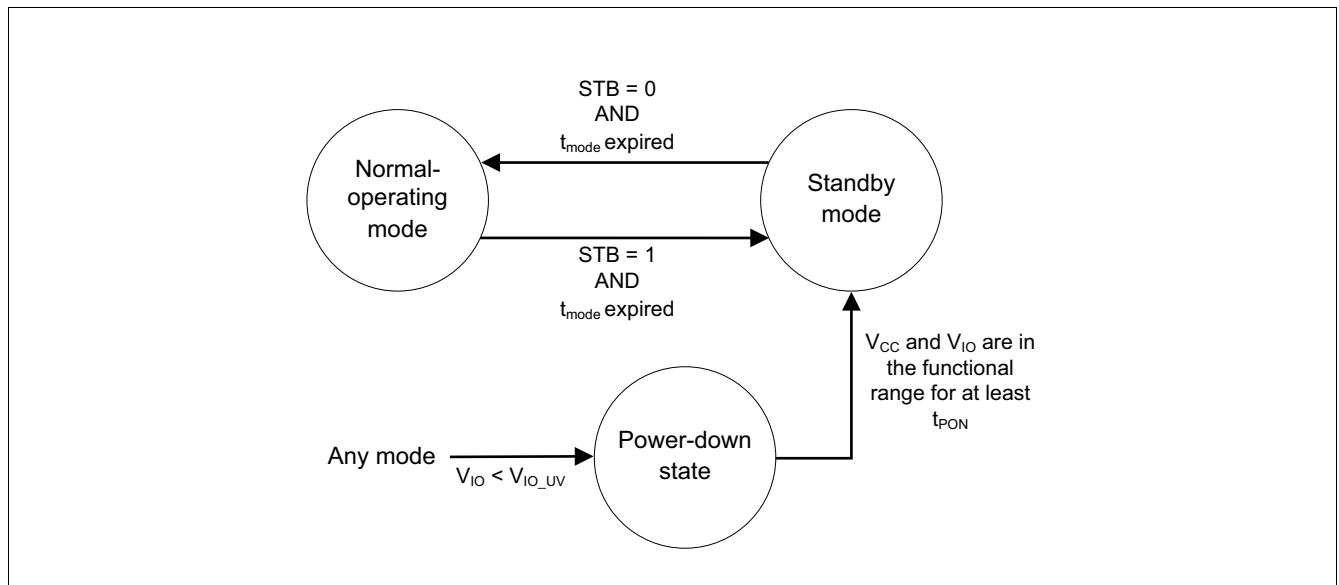 STB = 0
AND
tmode expired
Normal-
operating
mode
Standby
mode
STB = 1
AND
tmode expired
VCC and VIO are in
the functional
range for at least
tPON
Power-down
state
Any mode
VIO < VIO_UV